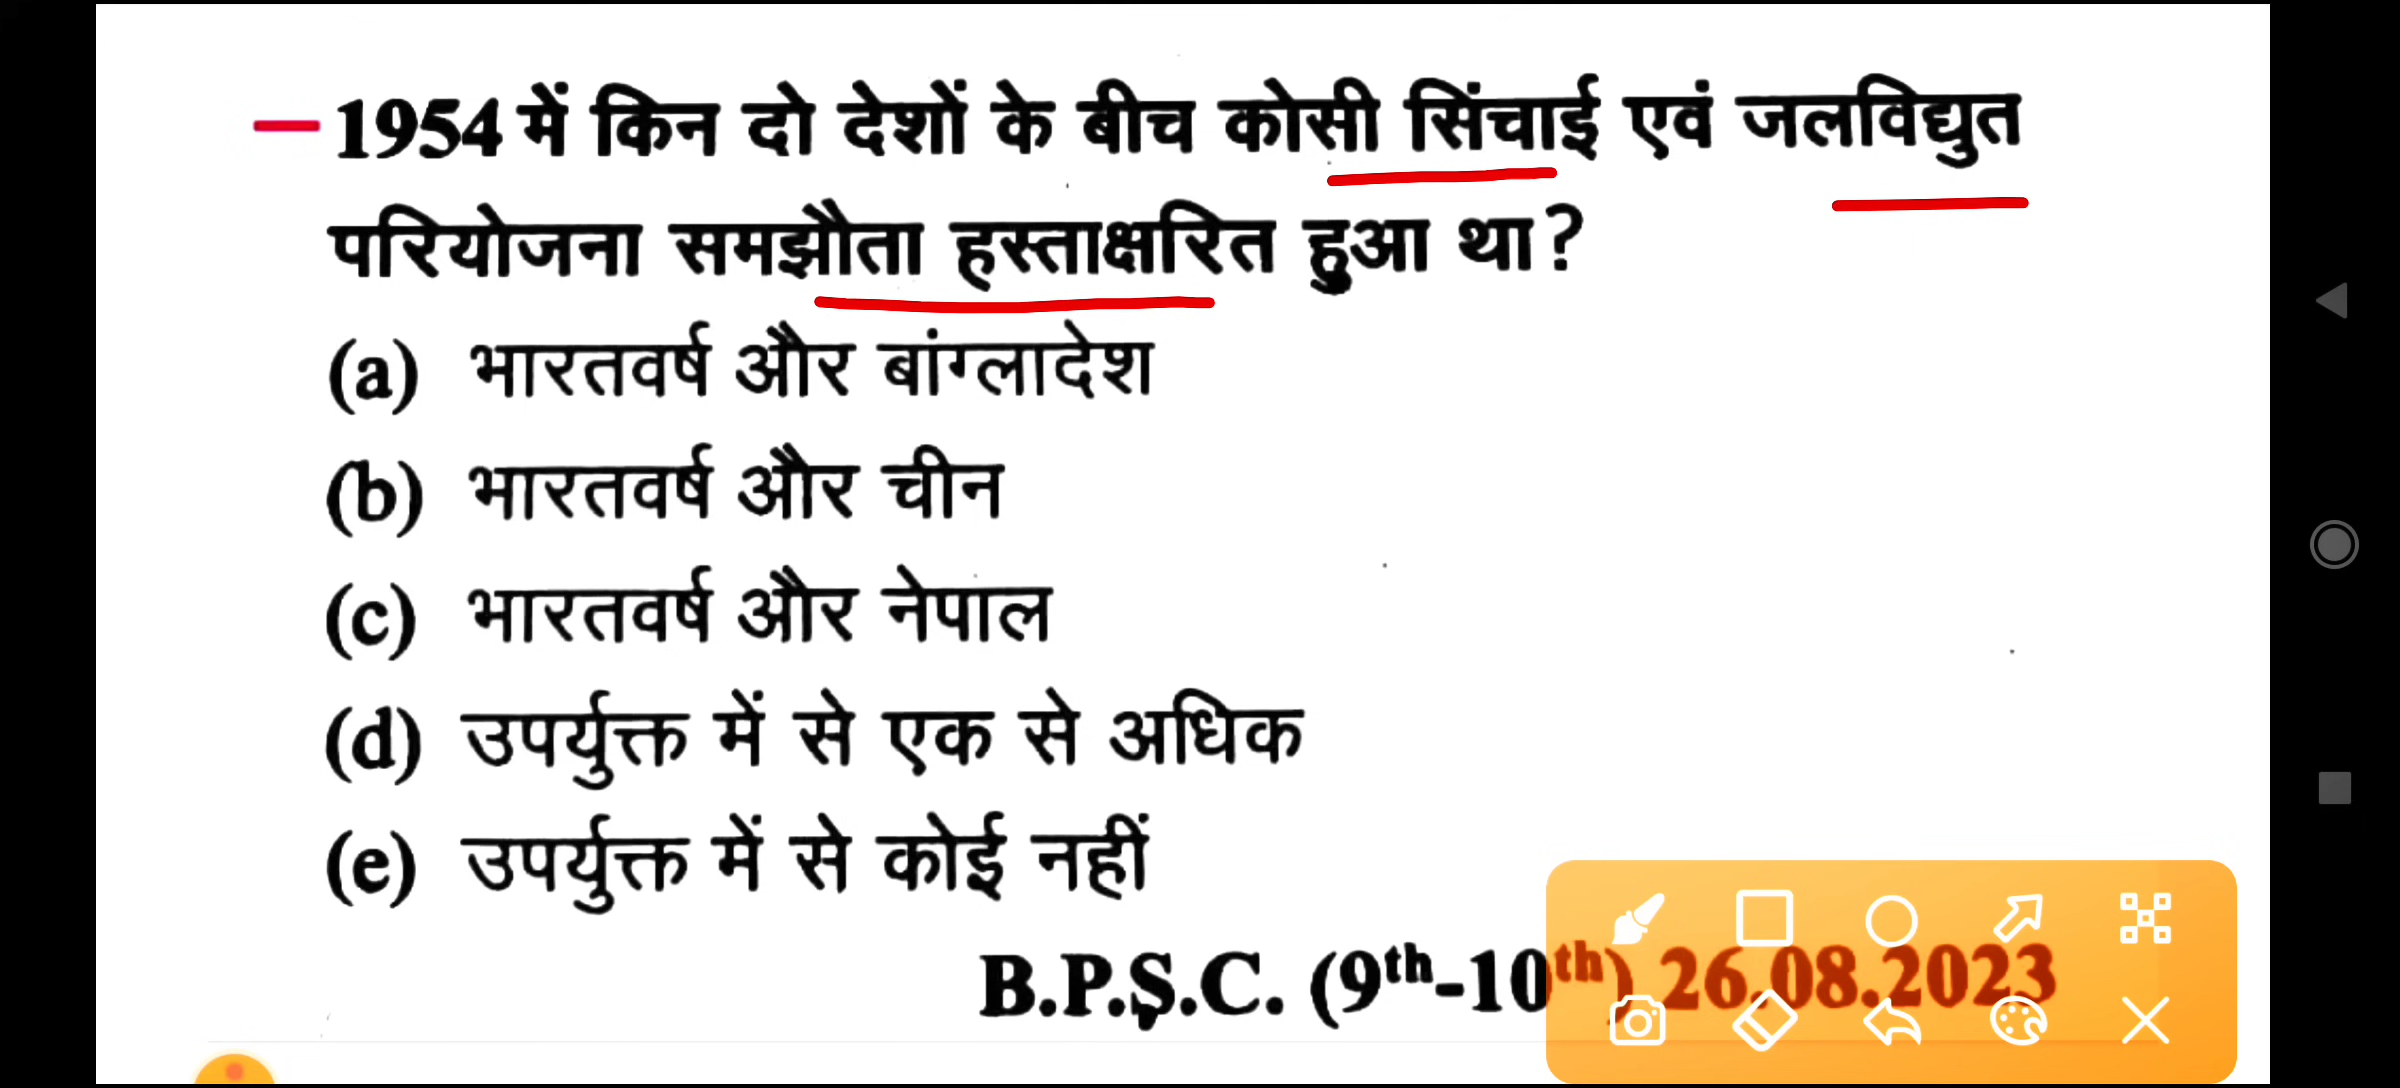 1954 में किन दो देशों के बीच कोसी सिंचाई एवं जलविद्युत
परियोजना समझौता हस्ताक्षरित हुआ था?
(a) भारतवर्ष और बांग्लादेश
(b) भारतवर्ष और चीन
(c) भारतवर्ष और नेपाल
(d) उपर्युक्त में से एक से अधिक
(e) उपर्युक्त में से कोई नहीं
B.P.S.C. (9th-10th) 26.08.2023